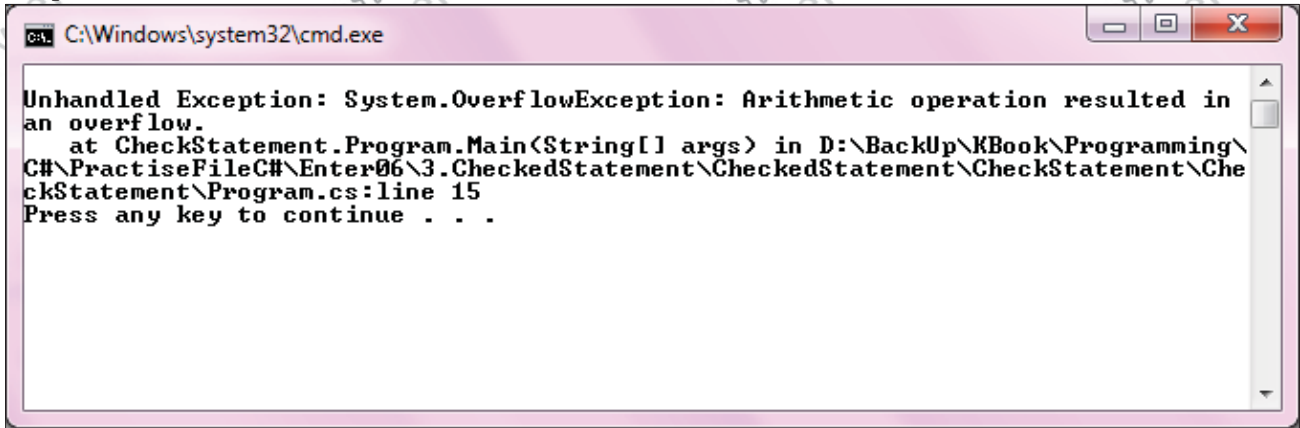 C:\Windows\system32\cmd.exe
Unhandled Exception: System.OverflowException: Arithmetic operation resulted in
an overflow.
   at CheckStatement.Program.Main(String[] args) in D:\BackUp\KBook\Programming\
C#\PractiseFileC#\Enter06\3.CheckedStatement\CheckedStatement\CheckStatement\Che
ckStatement\Program.cs:line 15
Press any key to continue . . .